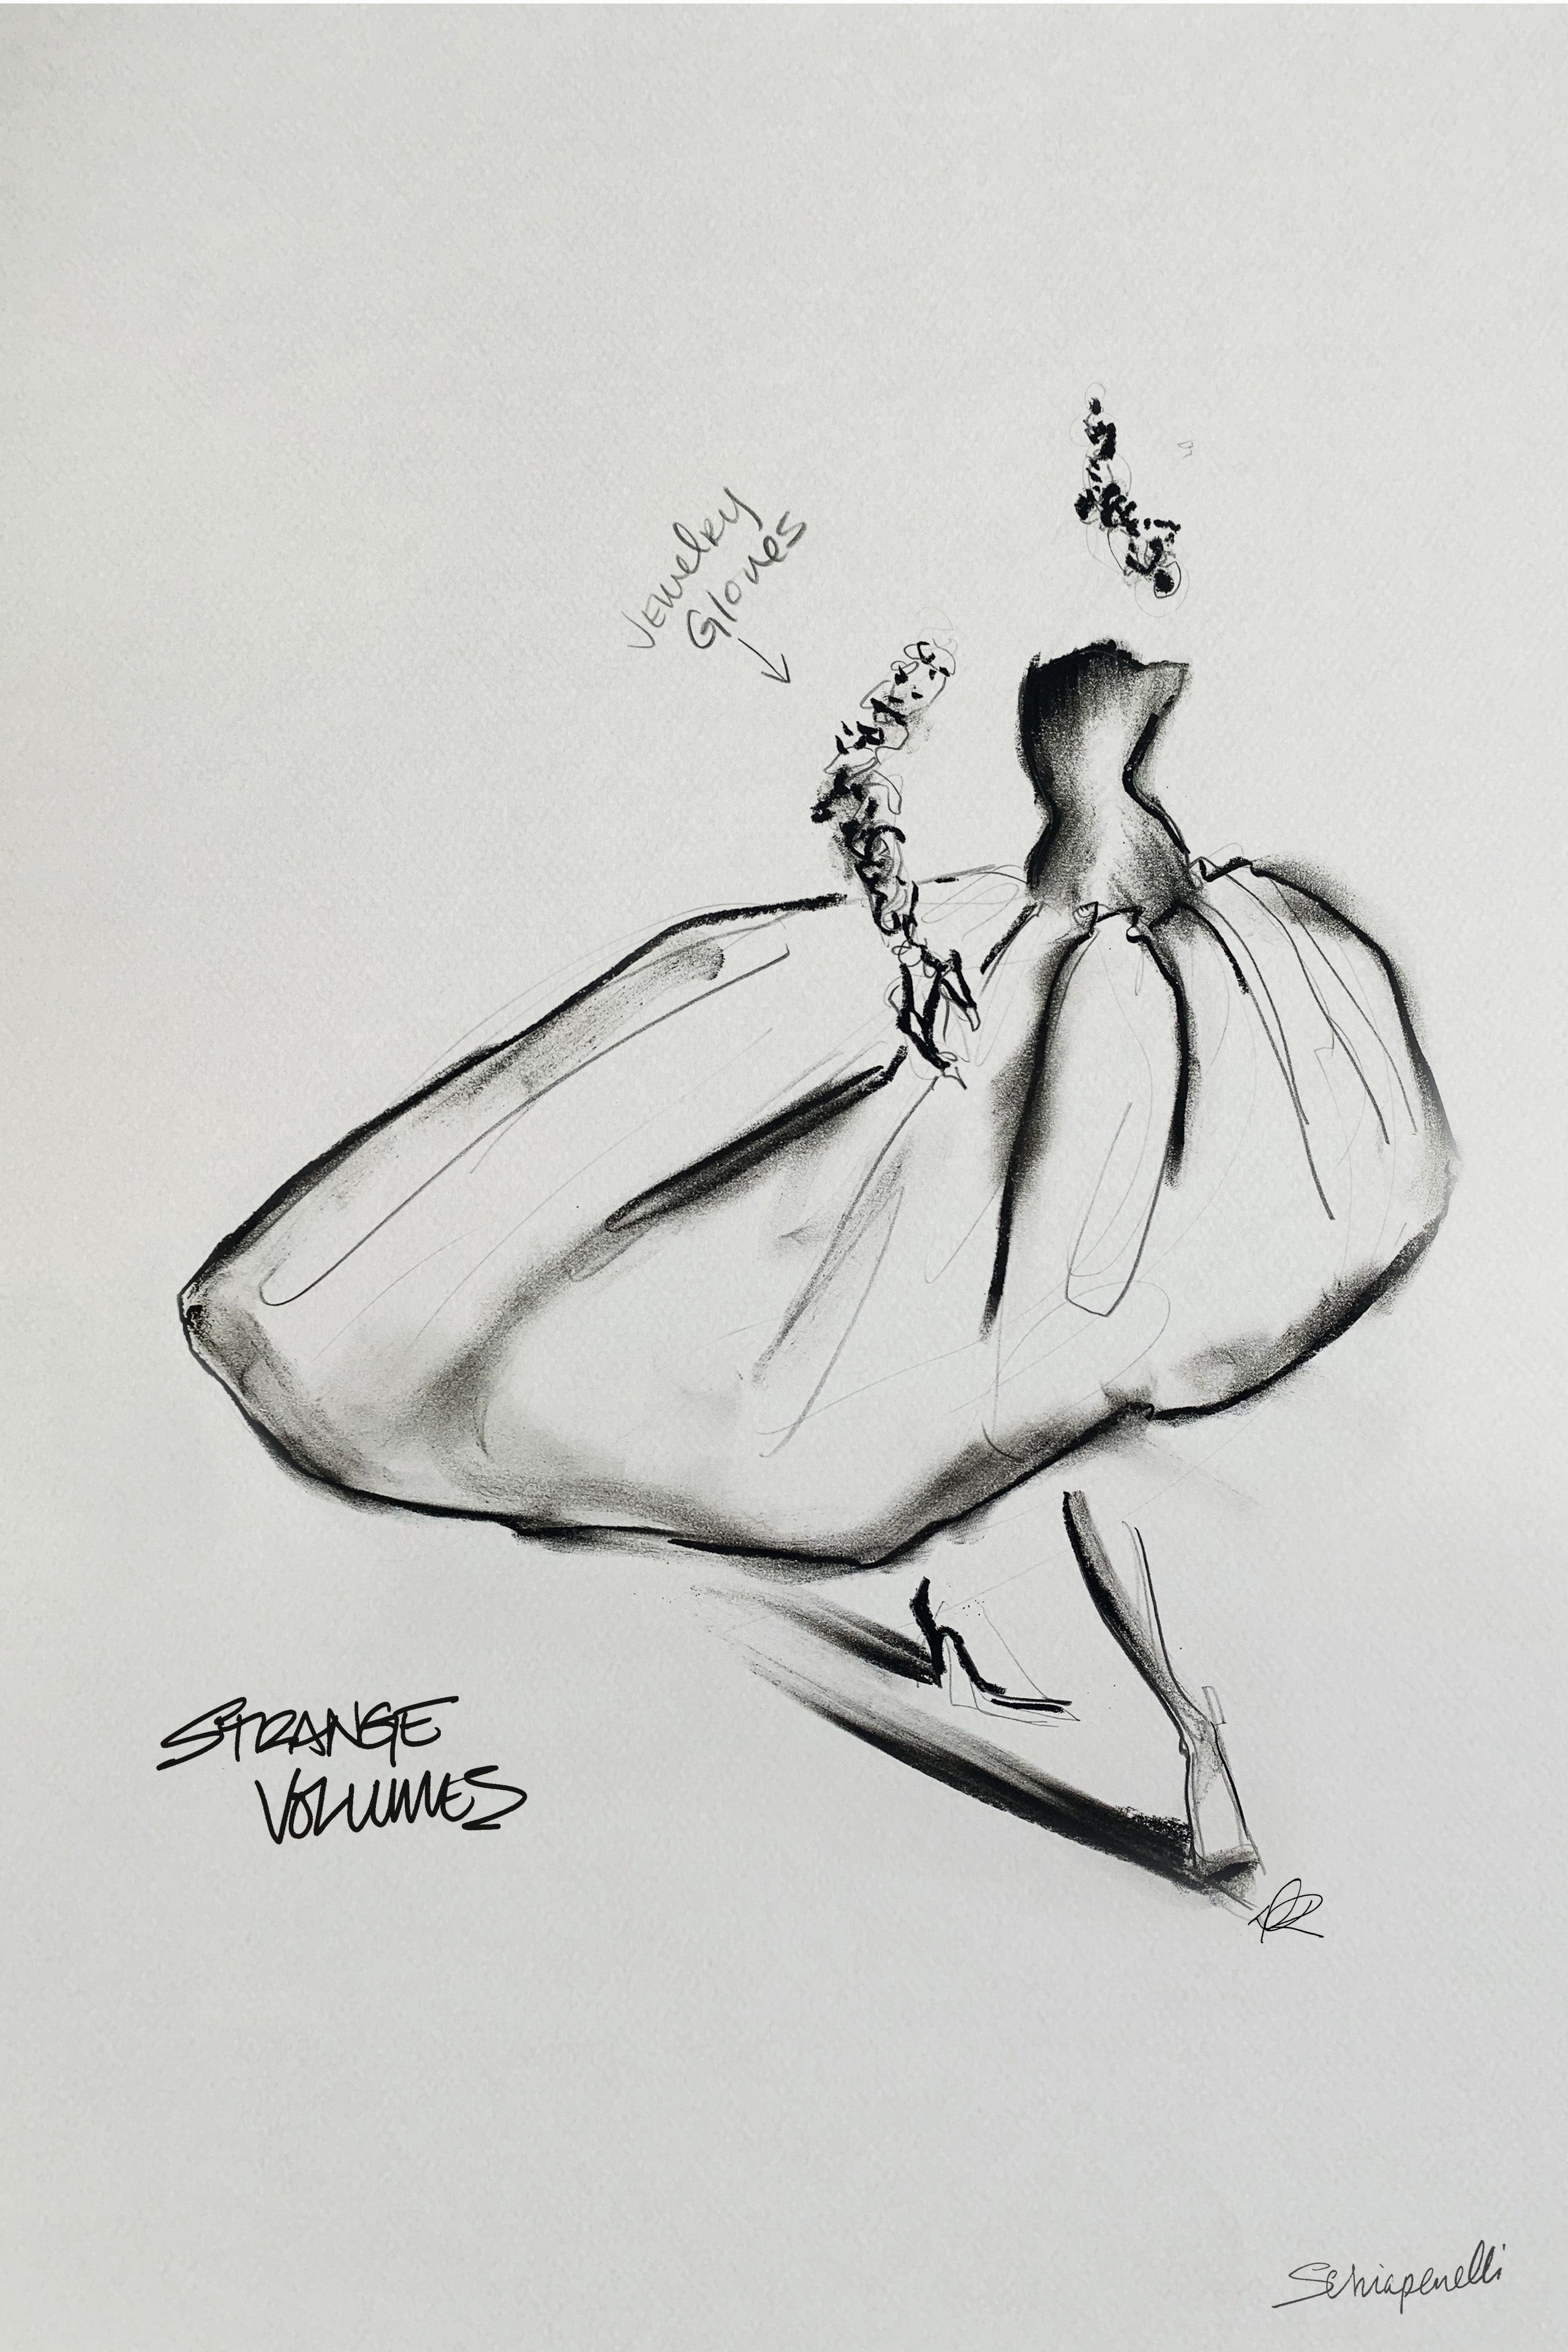 Jewelry
Gloves
STRANGE
VOLUMES
Schiaparelli